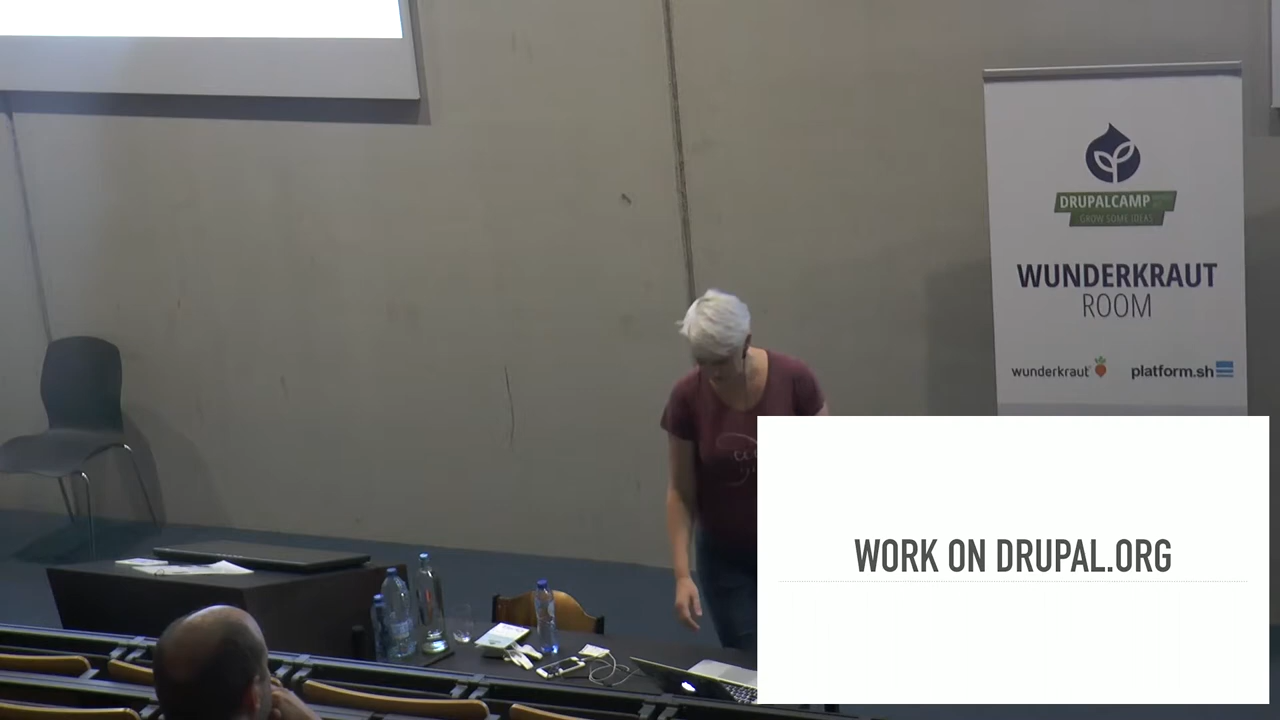 DRUPALCAMP
GROW SOME IDEAS
WUNDERKRAUT
ROOM
wunderkraut
platform.sh
WORK ON DRUPAL.ORG